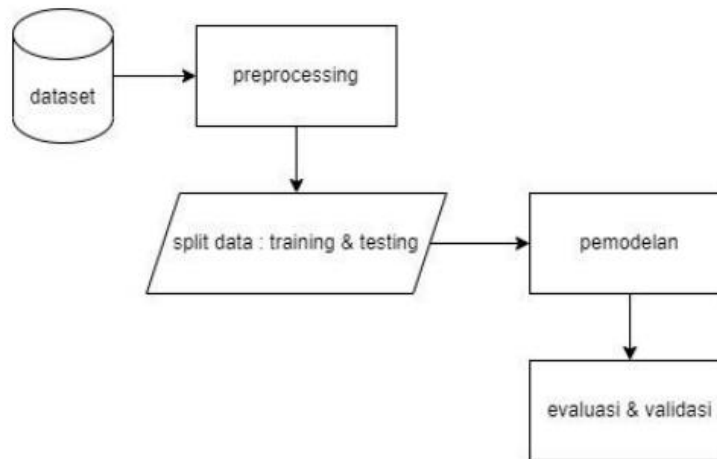 dataset
preprocessing
split data : training & testing
pemodelan
evaluasi & validasi